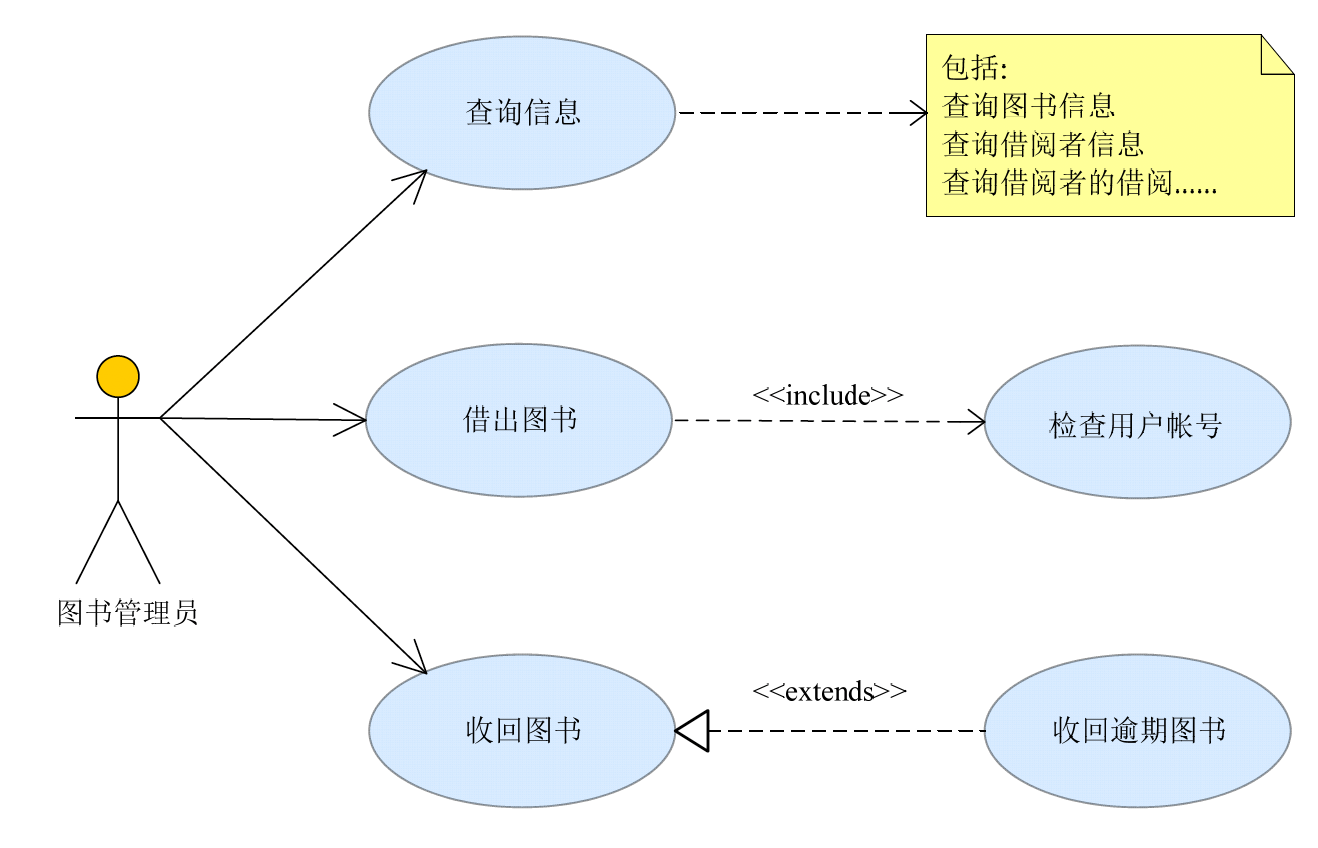 查询信息
包括:
查询图书信息
查询借阅者信息
查询借阅者的借阅......
借出图书
<<include>>
检查用户帐号
图书管理员
收回图书
<<extends>>
收回逾期图书